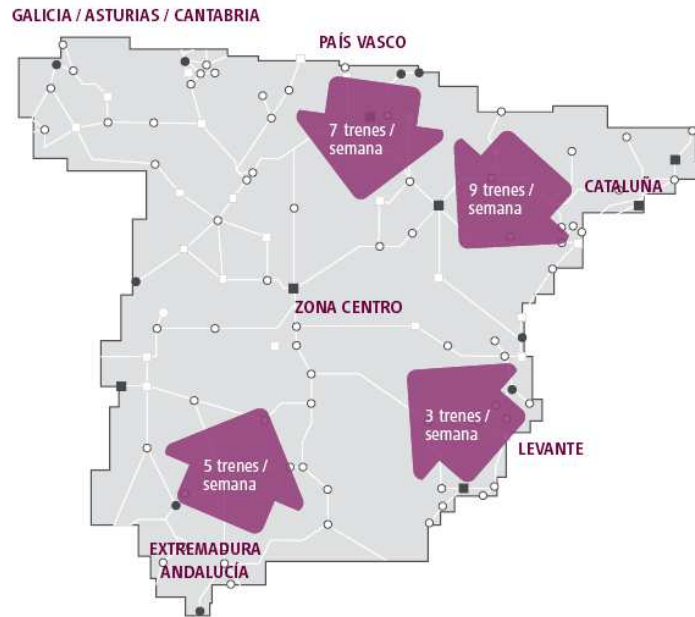 GALICIA / ASTURIAS / CANTABRIA
PAÍS VASCO
7 trenes /
semana
9 trenes /
semana
CATALUÑA
ZONA CENTRO
3 trenes /
semana
LEVANTE
5 trenes /
semana
EXTREMADURA
ANDALUCÍA